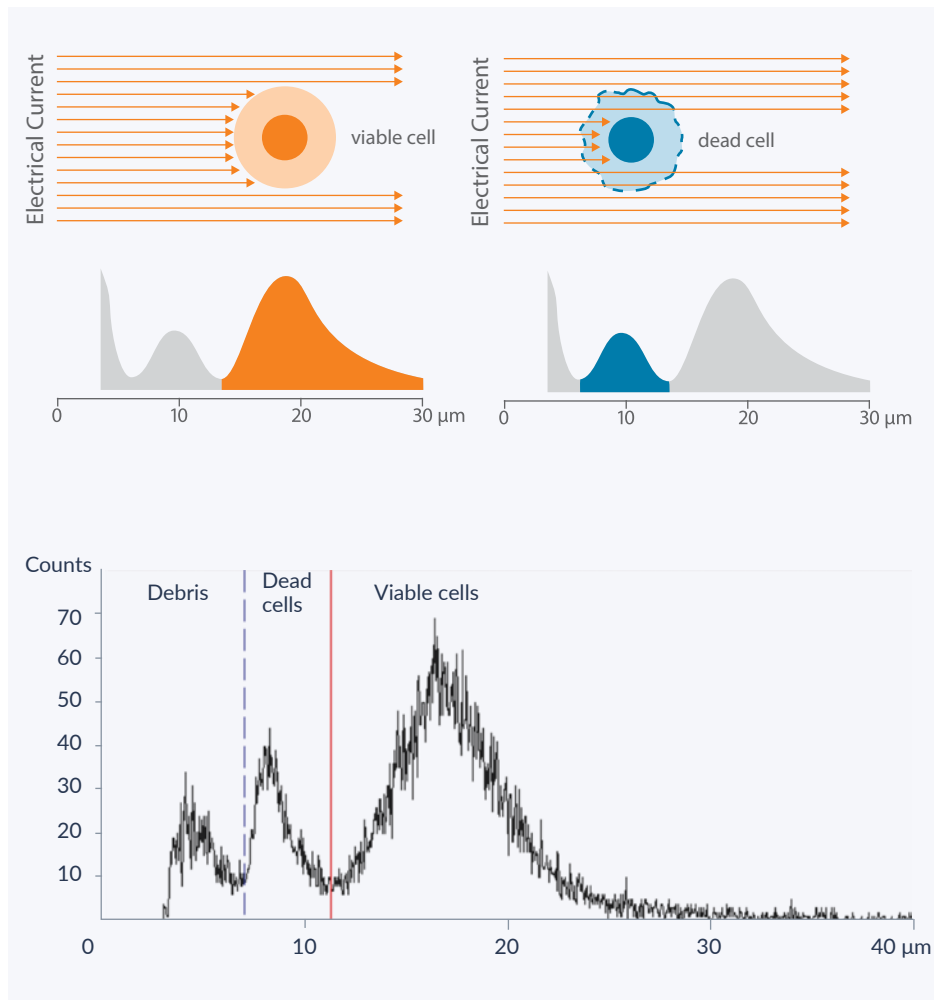 Electrical Current
viable cell
Electrical Current
dead cell
0 10 20 30 μm
0 10 20 30 μm
Counts
Debris
Dead
cells
Viable cells
70
60
50
40
30
20
10
0 10 20 30 40 μm